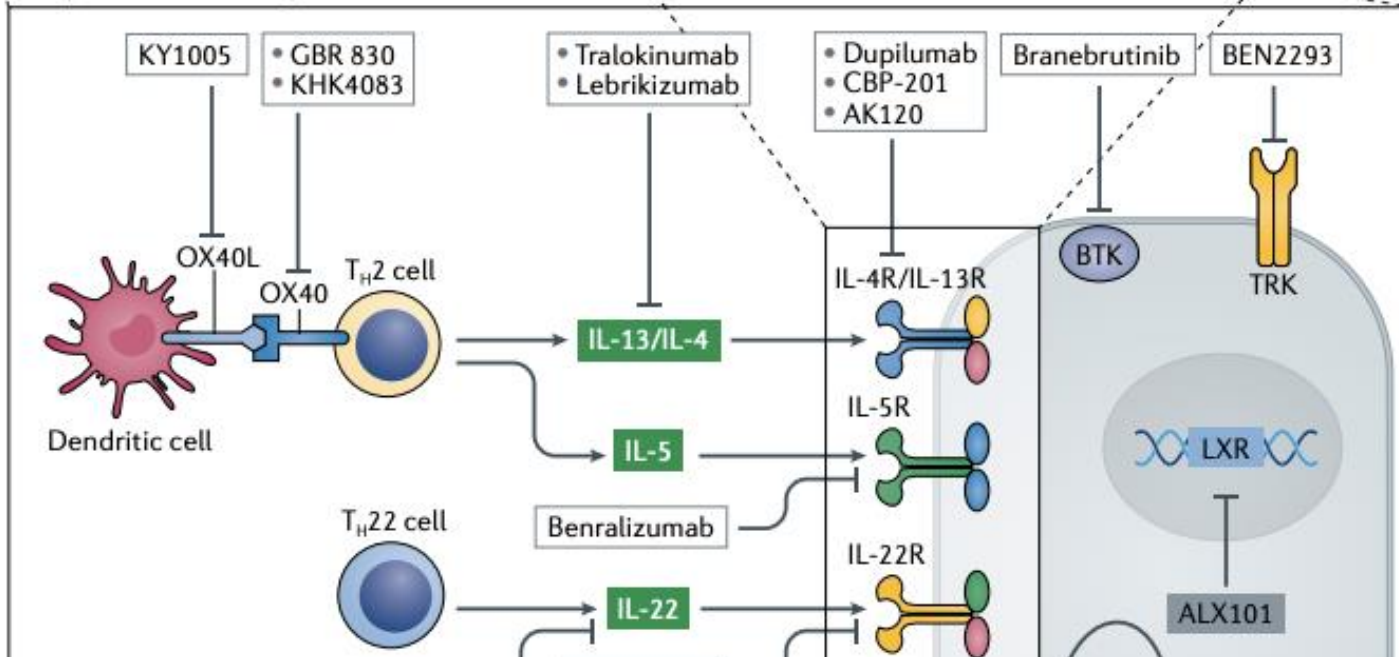 KY1005
• GBR 830
• KHK4083
• Tralokinumab
• Lebrikizumab
• Dupilumab
• CBP-201
• AK120
Branebrutinib
BEN2293
OX40L
OX40
TH2 cell
IL-4R/IL-13R
BTK
TRK
IL-13/IL-4
Dendritic cell
IL-5R
IL-5
LXR
Benralizumab
TH22 cell
IL-22R
IL-22
ALX101